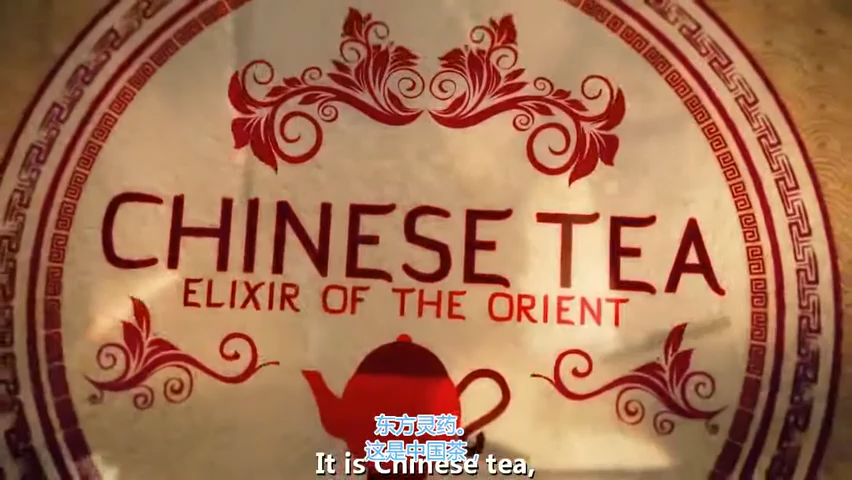 CHINESE TEA
ELIXIR OF THE ORIENT
东方灵药。
这是中国茶，
It is Chinese tea,